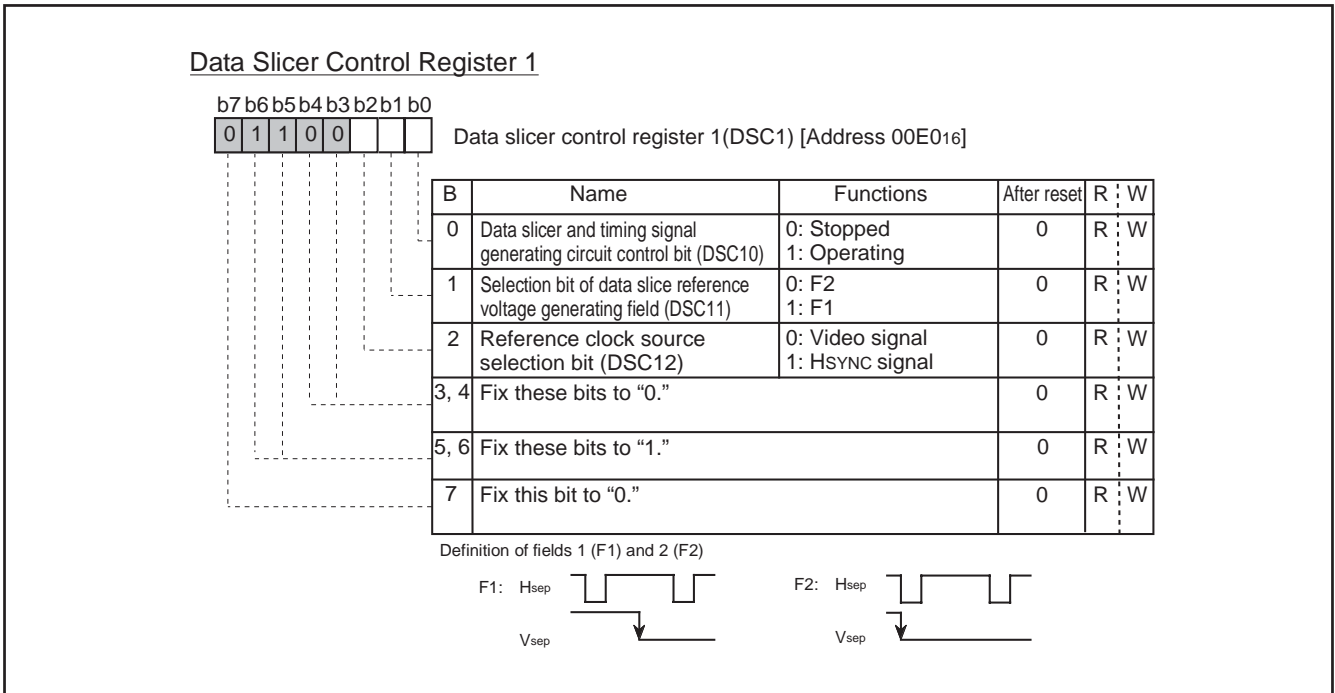 Data Slicer Control Register 1
b7 b6 b5 b4 b3 b2 b1 b0
0 1 1 0 0
Data slicer control register 1(DSC1) [Address 00E016]
B Name Functions After reset R W
0 Data slicer and timing signal generating circuit control bit (DSC10) 0: Stopped 1: Operating 0 R W
1 Selection bit of data slice reference voltage generating field (DSC11) 0: F2 1: F1 0 R W
2 Reference clock source selection bit (DSC12) 0: Video signal 1: HSYNC signal 0 R W
3, 4 Fix these bits to “0.” 0 R W
5, 6 Fix these bits to “1.” 0 R W
7 Fix this bit to “0.” 0 R W
Definition of fields 1 (F1) and 2 (F2)
F1: Hsep
Vsep
F2: Hsep
Vsep